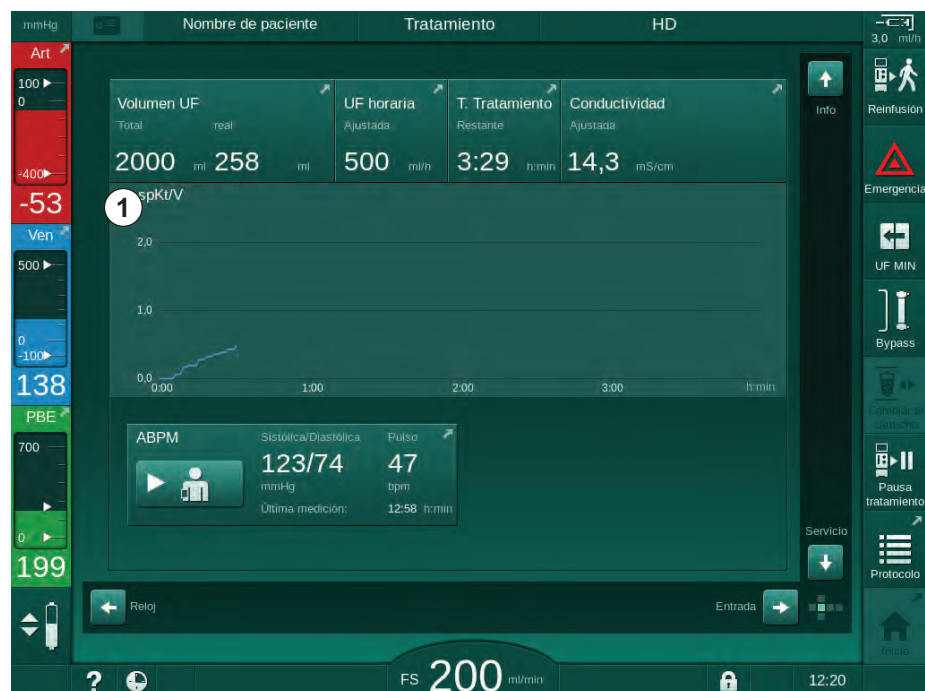 mmHg
Nombre de paciente
Tratamiento
HD
3,0 ml/h
Art
100
0
-400
-53
Ven
500
0
-100
138
PBE
700
0
199
Volumen UF
Total real
2000 ml 258 ml
UF horaria
Ajustada
500 ml/h
T. Tratamiento
Restante
3:29 h:min
Conductividad
Ajustada
14,3 mS/cm
1
spKt/V
2,0
1,0
0,0
0:00 1:00 2:00 3:00 h:min
ABPM
Sistólica/Diastólica Pulso
123/74 47
mmHg bpm
Última medición: 12:58 h:min
Info
Servicio
Reloj
Entrada
Reinfusión
Emergencia
UF MIN
Bypass
Cambiar el
cartucho
Pausa
tratamiento
Protocolo
Inicio
?
FS 200 ml/min
12:20